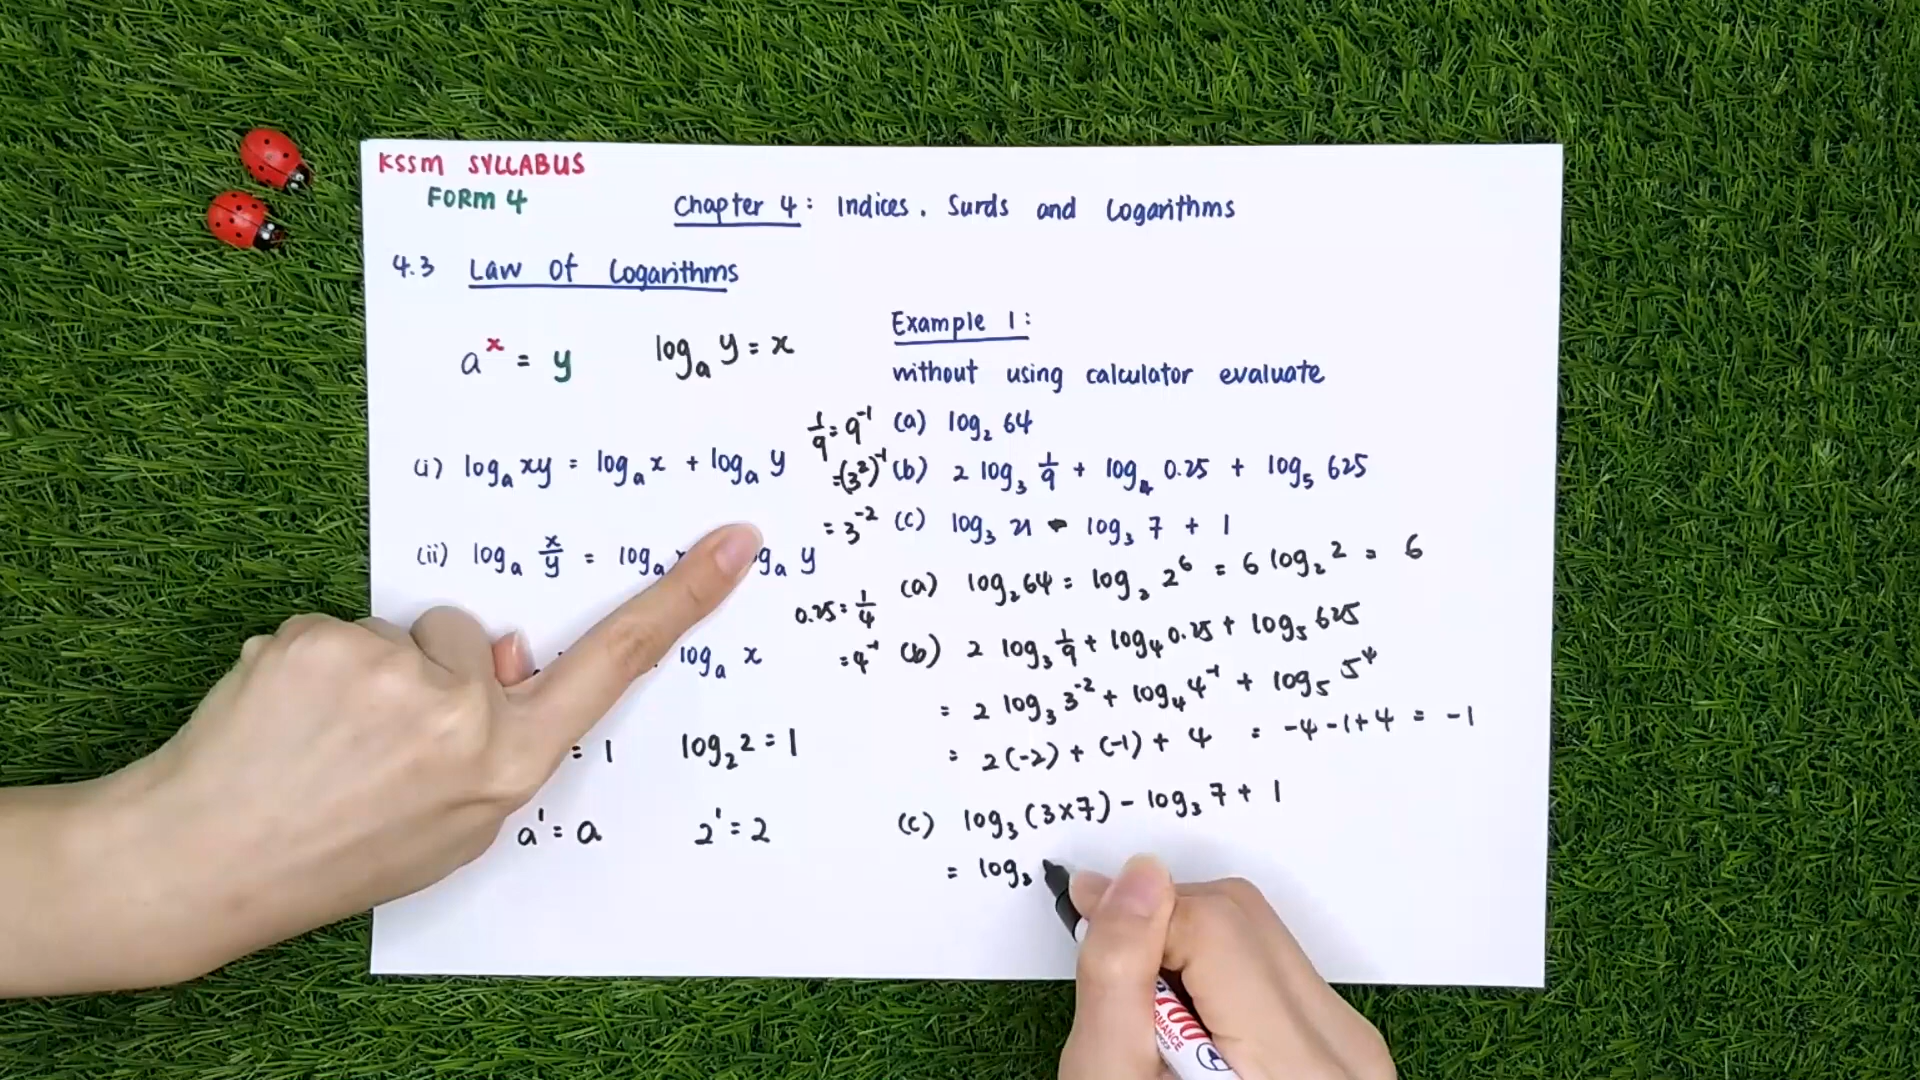 KSSM SYLLABUS
FORM 4
Chapter 4: Indices. Surds and Logarithms
4.3 Law Of Logarithms
a^x = y    log_a y = x
(i) log_a xy = log_a x + log_a y
(ii) log_a x/y = log_a    y
log_a x
= 1    log_2 2 = 1
a^1 = a    2^1 = 2
Example 1:
without using calculator evaluate
(a) log_2 64
1/9 = 9^-1
(b) 2 log_3 1/9 + log_4 0.25 + log_5 625
= (3^2)^-1
(c) log_3 21 - log_3 7 + 1
= 3^-2
(a) log_2 64 = log_2 2^6 = 6 log_2 2 = 6
0.25 = 1/4
= 4^-1
(b) 2 log_3 1/9 + log_4 0.25 + log_5 625
= 2 log_3 3^-2 + log_4 4^-1 + log_5 5^4
= 2(-2) + (-1) + 4 = -4-1+4 = -1
(c) log_3 (3x7) - log_3 7 + 1
= log_3